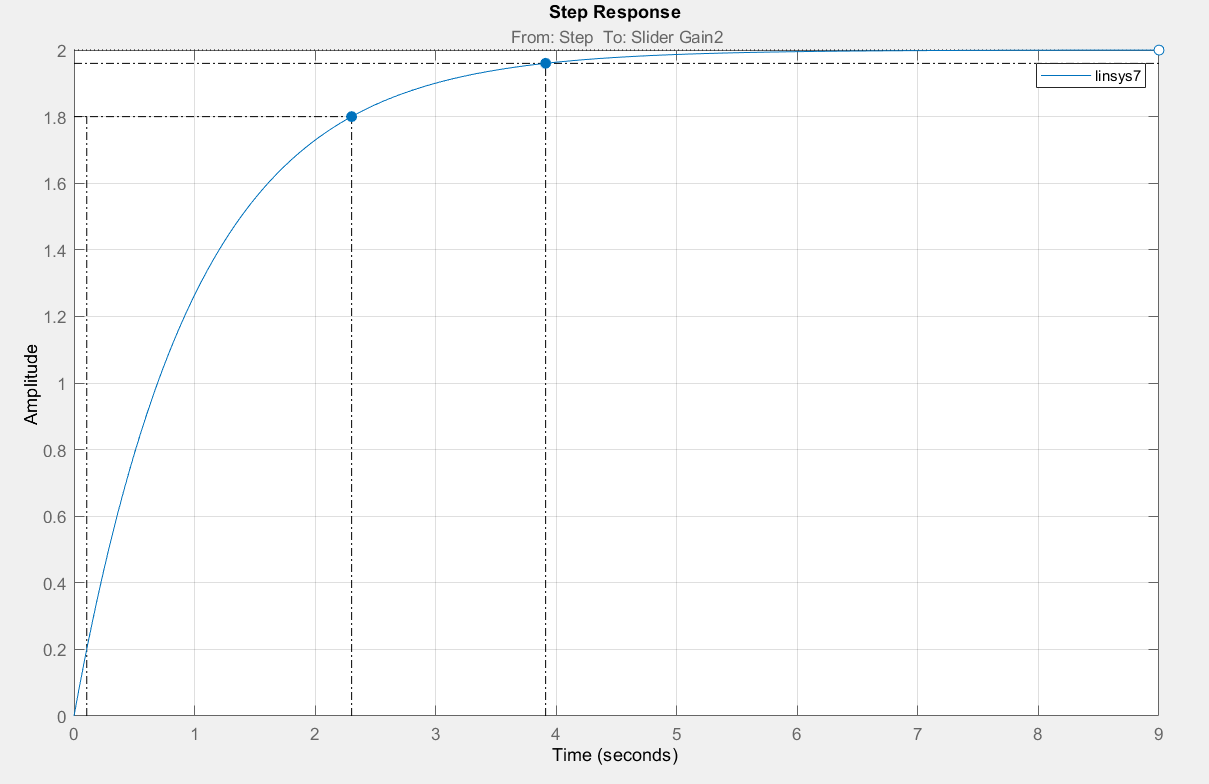 Step Response
From: Step To: Slider Gain2
2
1.8
1.6
1.4
1.2
1
0.8
0.6
0.4
0.2
0
Amplitude
linsys7
0 1 2 3 4 5 6 7 8 9
Time (seconds)